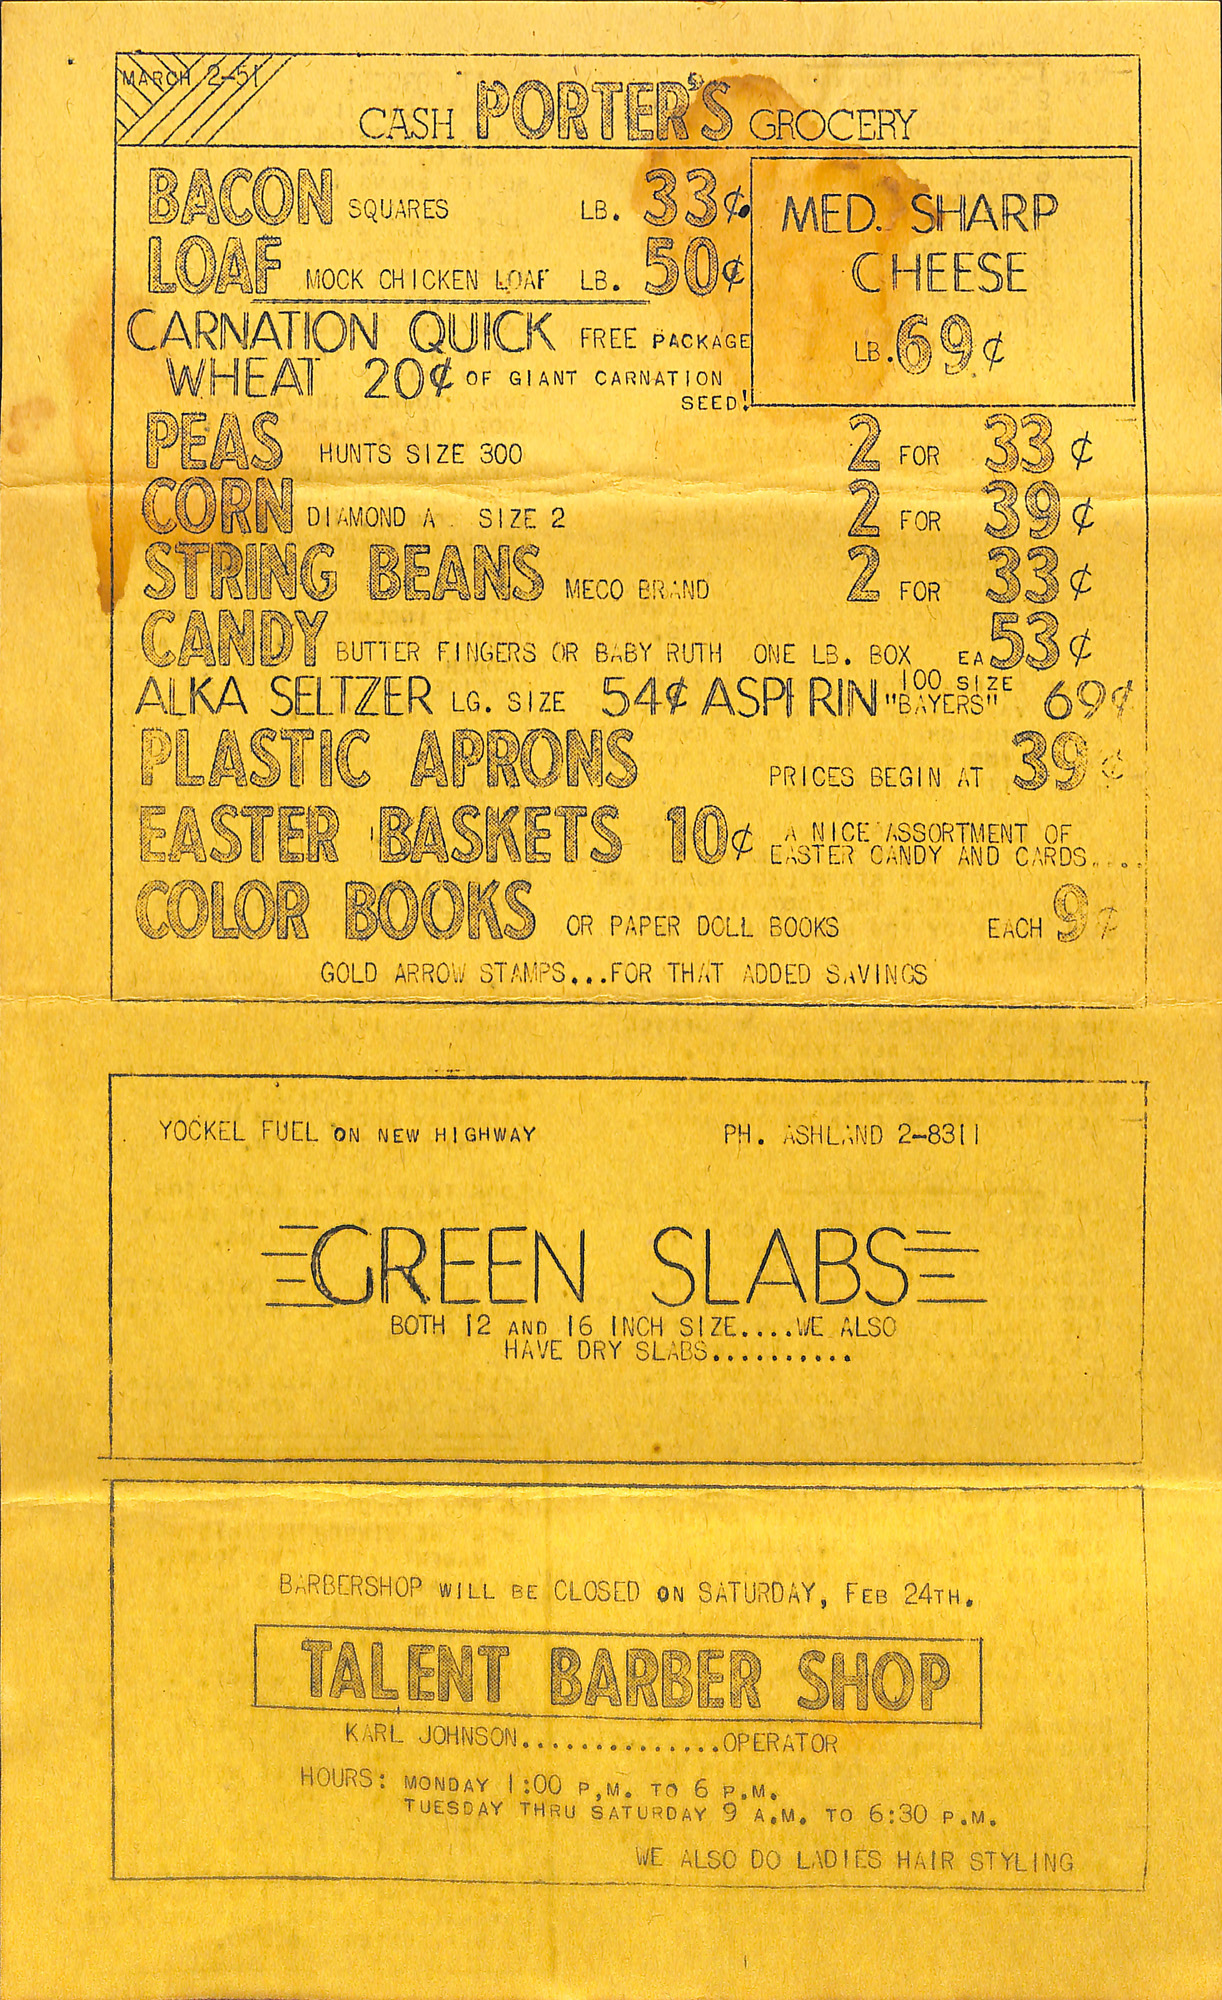 MARCH 2-51
CASH PORTER'S GROCERY
BACON SQUARES LB. 33¢
LOAF MOCK CHICKEN LOAF LB. 50¢
MED. SHARP
CHEESE
LB. 69¢
CARNATION QUICK FREE PACKAGE
WHEAT 20¢ OF GIANT CARNATION
SEED!
PEAS HUNTS SIZE 300 2 FOR 33¢
CORN DIAMOND A. SIZE 2 2 FOR 39¢
STRING BEANS MECO BRAND 2 FOR 33¢
CANDY BUTTER FINGERS OR BABY RUTH ONE LB. BOX EA 53¢
ALKA SELTZER LG. SIZE 54¢ ASPIRIN 100 SIZE "BAYERS" 69¢
PLASTIC APRONS PRICES BEGIN AT 39¢
EASTER BASKETS 10¢ A NICE ASSORTMENT OF
EASTER CANDY AND CARDS....
COLOR BOOKS OR PAPER DOLL BOOKS EACH 9¢
GOLD ARROW STAMPS...FOR THAT ADDED SAVINGS
YOCKEL FUEL ON NEW HIGHWAY PH. ASHLAND 2-8311
GREEN SLABS
BOTH 12 AND 16 INCH SIZE....WE ALSO
HAVE DRY SLABS..........
BARBERSHOP WILL BE CLOSED ON SATURDAY, FEB 24TH.
TALENT BARBER SHOP
KARL JOHNSON..............OPERATOR
HOURS: MONDAY 1:00 P.M. TO 6 P.M.
TUESDAY THRU SATURDAY 9 A.M. TO 6:30 P.M.
WE ALSO DO LADIES HAIR STYLING